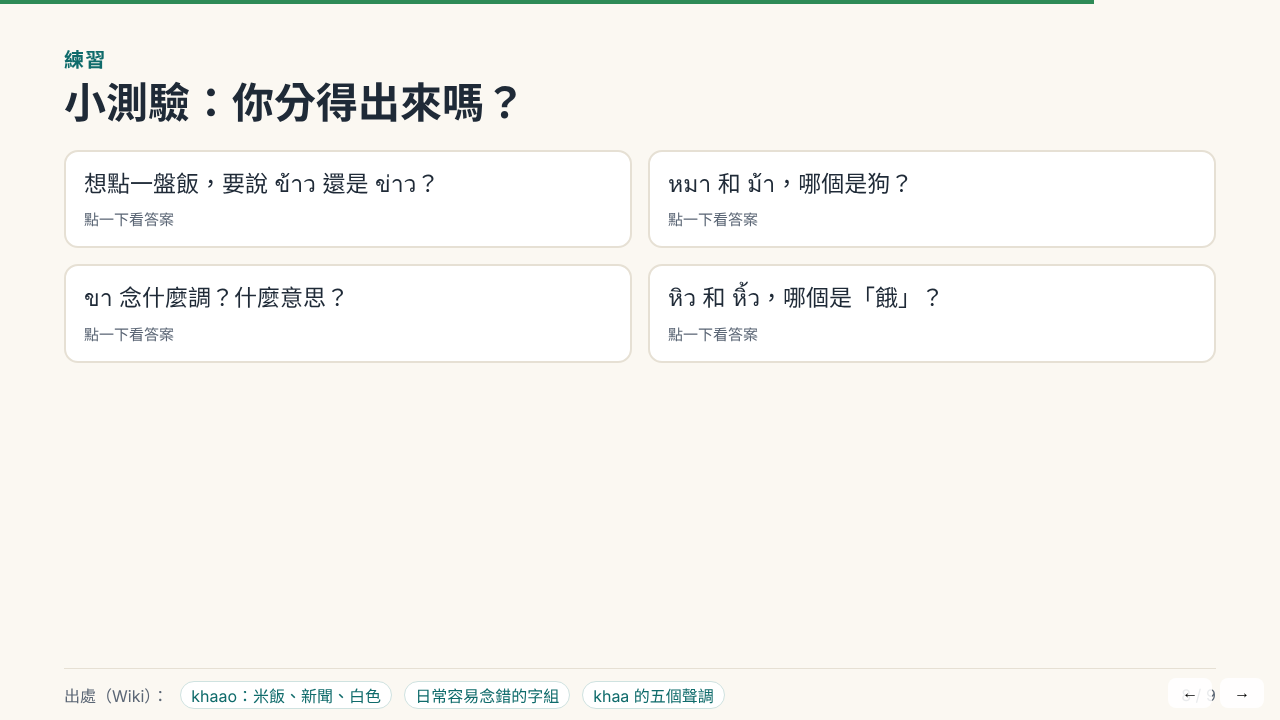 練習
小測驗：你分得出來嗎？
想點一盤飯，要說 ข้าว 還是 ข่าว？
點一下看答案
หมา 和 ม้า，哪個是狗？
點一下看答案
ขา 念什麼調？什麼意思？
點一下看答案
หิว 和 หิ้ว，哪個是「餓」？
點一下看答案
出處（Wiki）： khaao：米飯、新聞、白色 日常容易念錯的字組 khaa 的五個聲調
← / 9 →